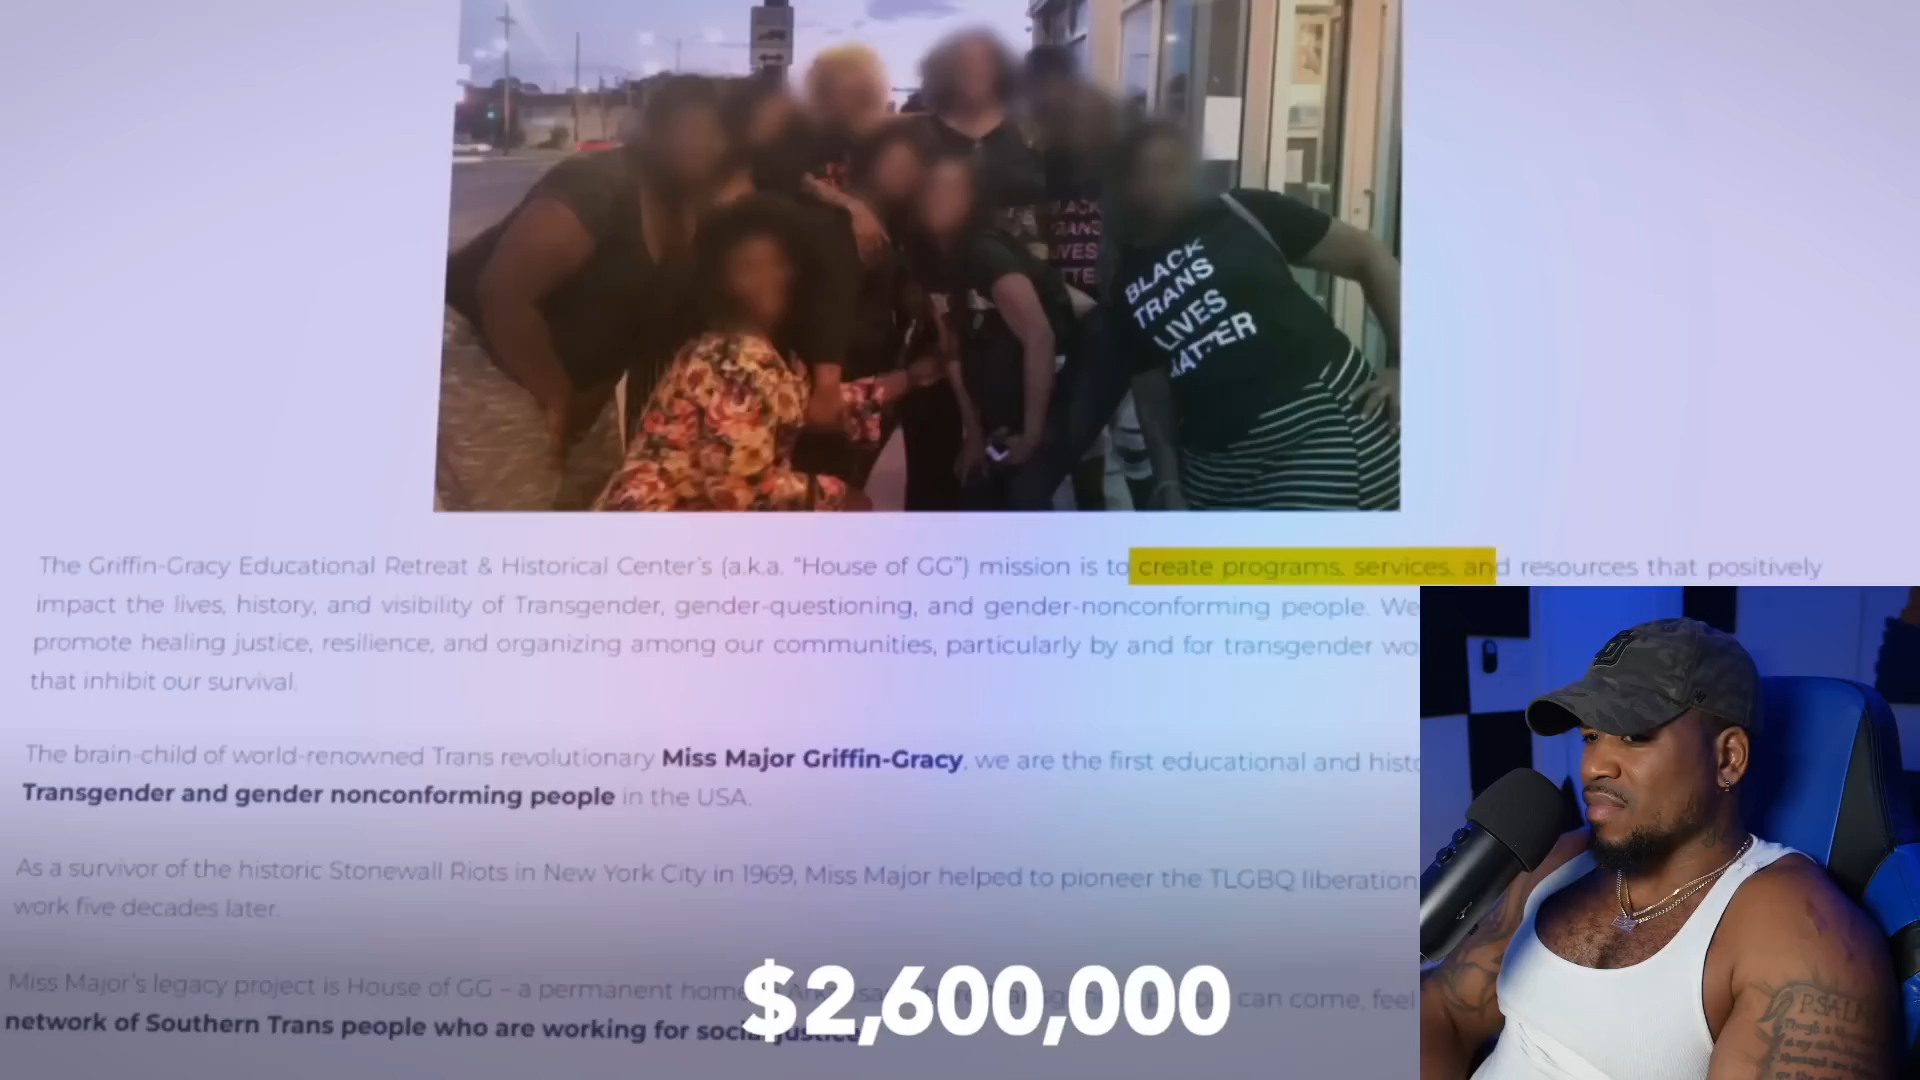 BLACK
TRANS
LIVES
MATTER
BLACK
TRANS
LIVES
The Griffin-Gracy Educational Retreat & Historical Center's (a.k.a. "House of GG") mission is to create programs, services, and resources that positively
impact the lives, history, and visibility of Transgender, gender-questioning, and gender-nonconforming people. We
promote healing justice, resilience, and organizing among our communities, particularly by and for transgender wo
that inhibit our survival.
The brain-child of world-renowned Trans revolutionary Miss Major Griffin-Gracy, we are the first educational and histo
Transgender and gender nonconforming people in the USA.
As a survivor of the historic Stonewall Riots in New York City in 1969, Miss Major helped to pioneer the TLGBQ liberation
work five decades later.
Miss Major's legacy project is House of GG – a permanent home can come, feel
network of Southern Trans people who are working for social justice
$2,600,000
PSALM